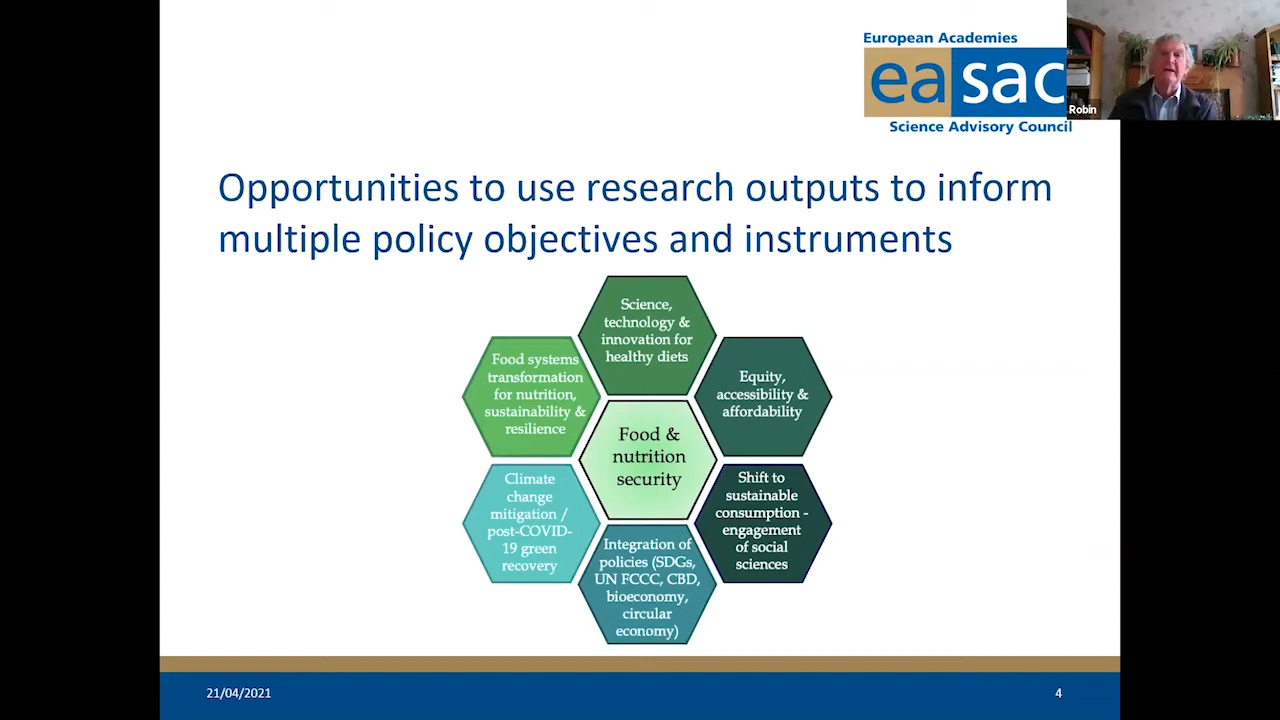 European Academies
easac
Science Advisory Council
Robin
Opportunities to use research outputs to inform
multiple policy objectives and instruments
Science,
technology &
innovation for
healthy diets
Food systems
transformation
for nutrition,
sustainability &
resilience
Equity,
accessibility &
affordability
Food &
nutrition
security
Climate
change
mitigation /
post-COVID-
19 green
recovery
Shift to
sustainable
consumption -
engagement
of social
sciences
Integration of
policies (SDGs,
UN FCCC, CBD,
bioeconomy,
circular
economy)
21/04/2021
4